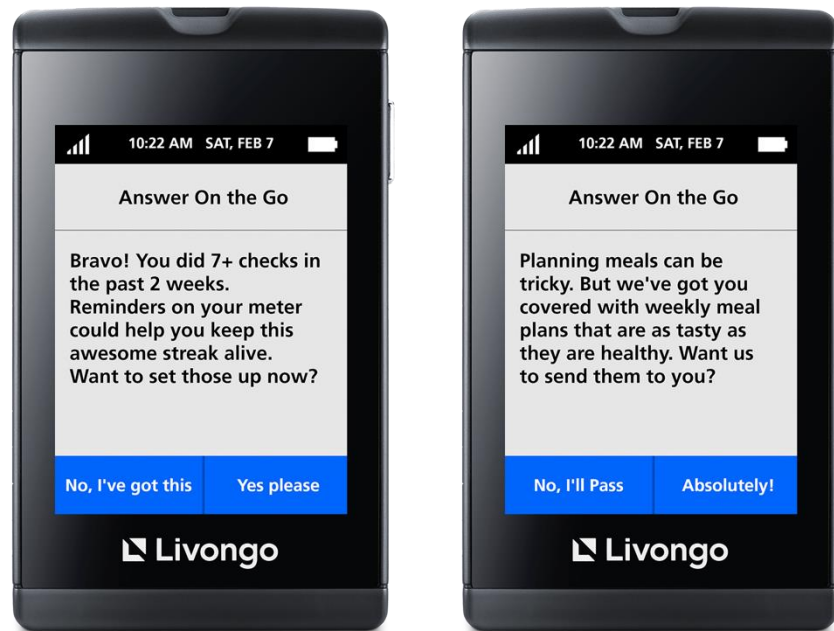 10:22 AM SAT, FEB 7
Answer On the Go
Bravo! You did 7+ checks in
the past 2 weeks.
Reminders on your meter
could help you keep this
awesome streak alive.
Want to set those up now?
No, I've got this Yes please
Livongo
10:22 AM SAT, FEB 7
Answer On the Go
Planning meals can be
tricky. But we've got you
covered with weekly meal
plans that are as tasty as
they are healthy. Want us
to send them to you?
No, I'll Pass Absolutely!
Livongo